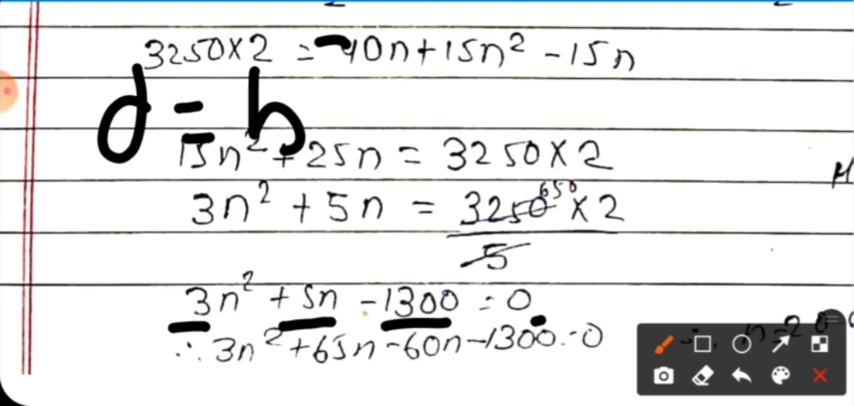 3250×2 = 40n+15n² - 15n
d = b
15n² + 25n = 3250×2
3n² + 5n = 3250 650 ×2
5
3n² + 5n - 1300 = 0
∴ 3n² + 65n - 60n - 1300 = 0